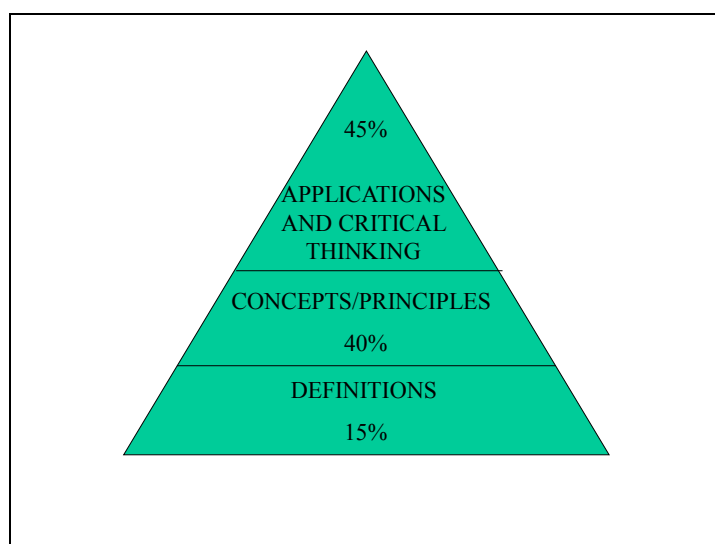 45%
APPLICATIONS
AND CRITICAL
THINKING
CONCEPTS/PRINCIPLES
40%
DEFINITIONS
15%